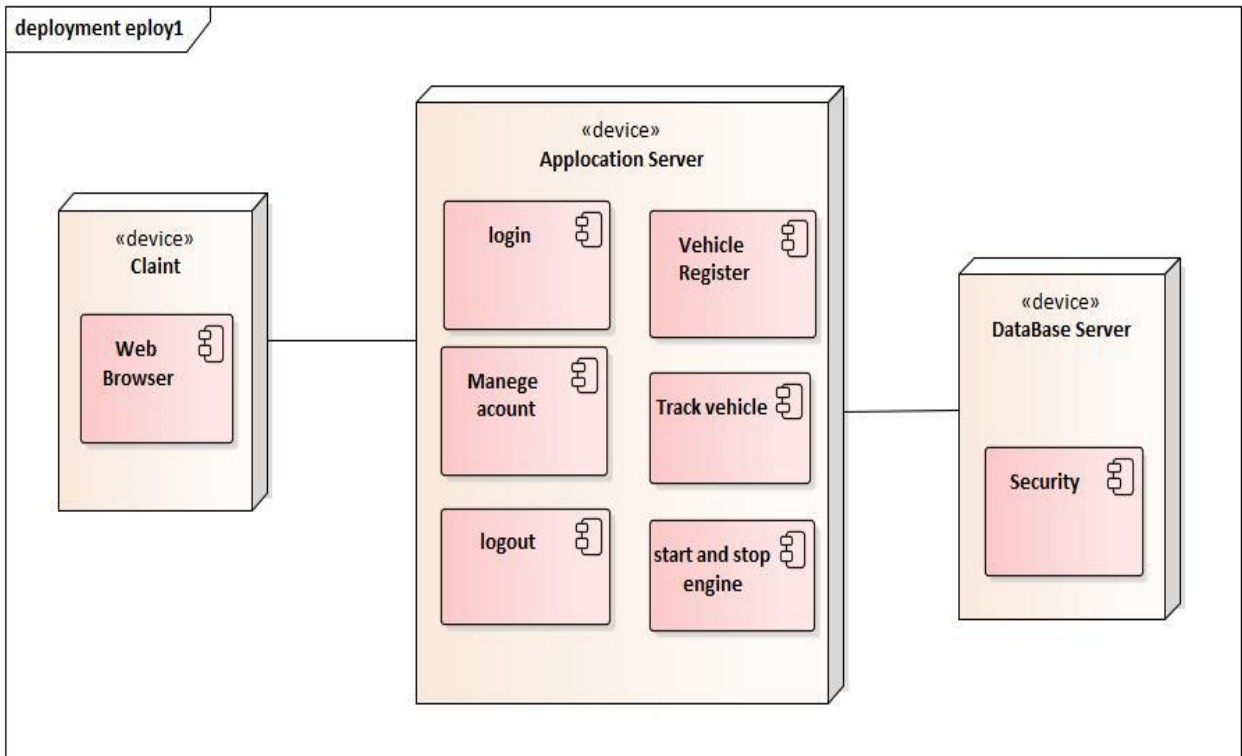 deployment eploy1
«device»
Claint
Web
Browser
«device»
Applocation Server
login
Vehicle
Register
Manege
acount
Track vehicle
logout
start and stop
engine
«device»
DataBase Server
Security